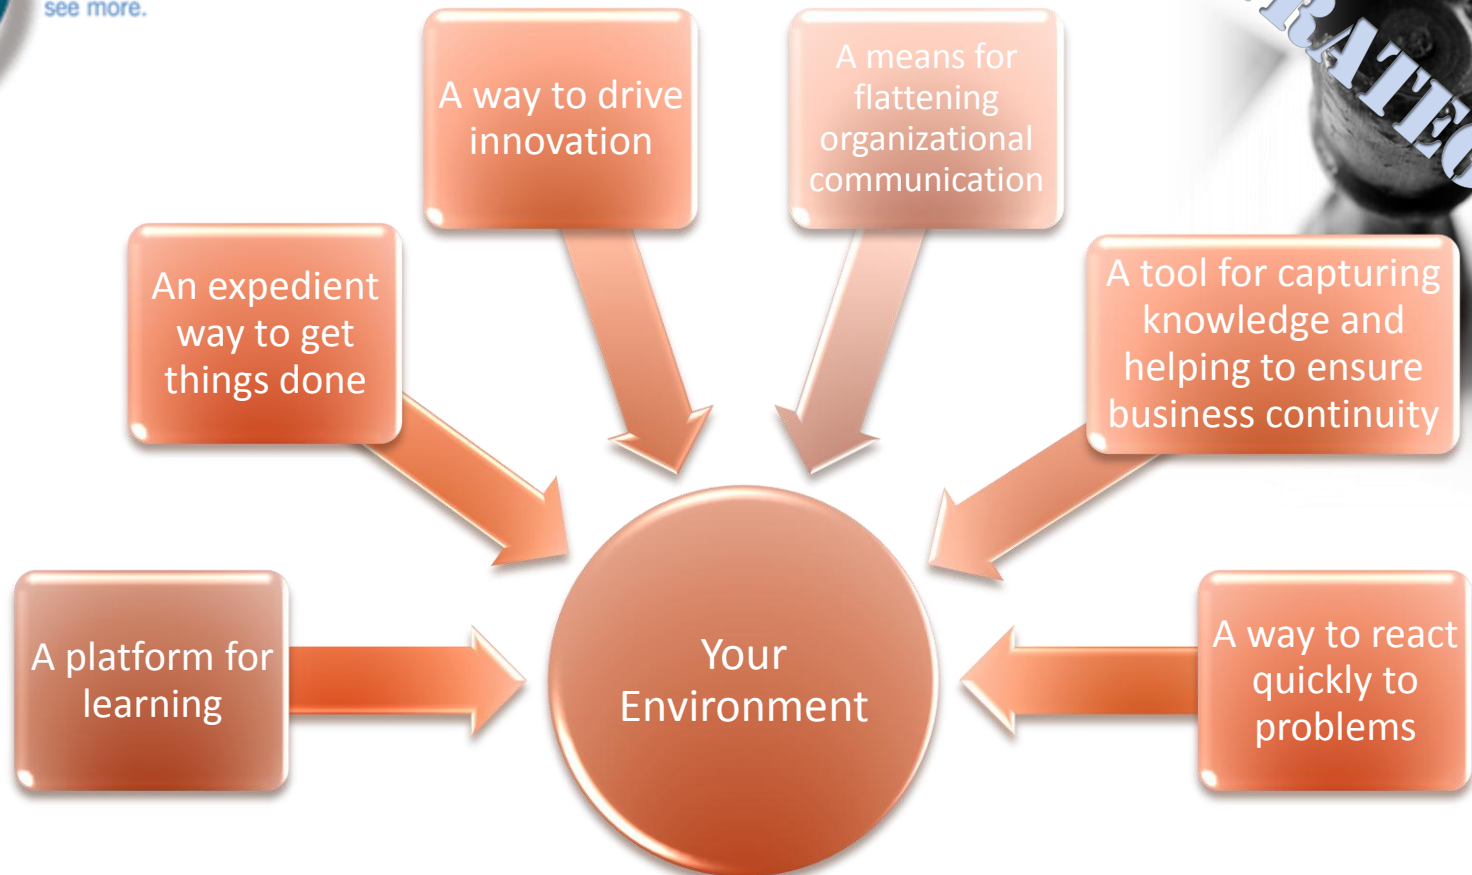 see more.
A way to drive
innovation
A means for
flattening
organizational
communication
An expedient
way to get
things done
A tool for capturing
knowledge and
helping to ensure
business continuity
A platform for
learning
Your
Environment
A way to react
quickly to
problems